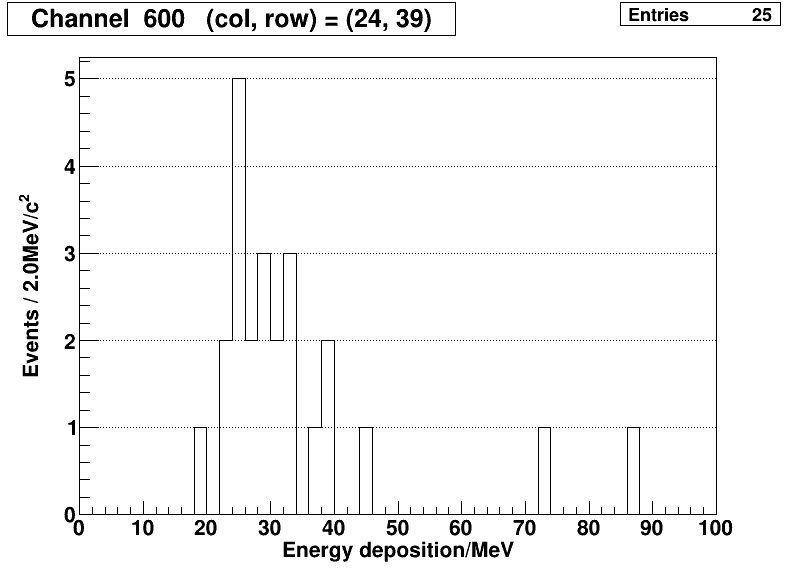 Channel  600   (col, row) = (24, 39)
Entries 25
Events / 2.0MeV/c²
5
4
3
2
1
0
0 10 20 30 40 50 60 70 80 90 100
Energy deposition/MeV